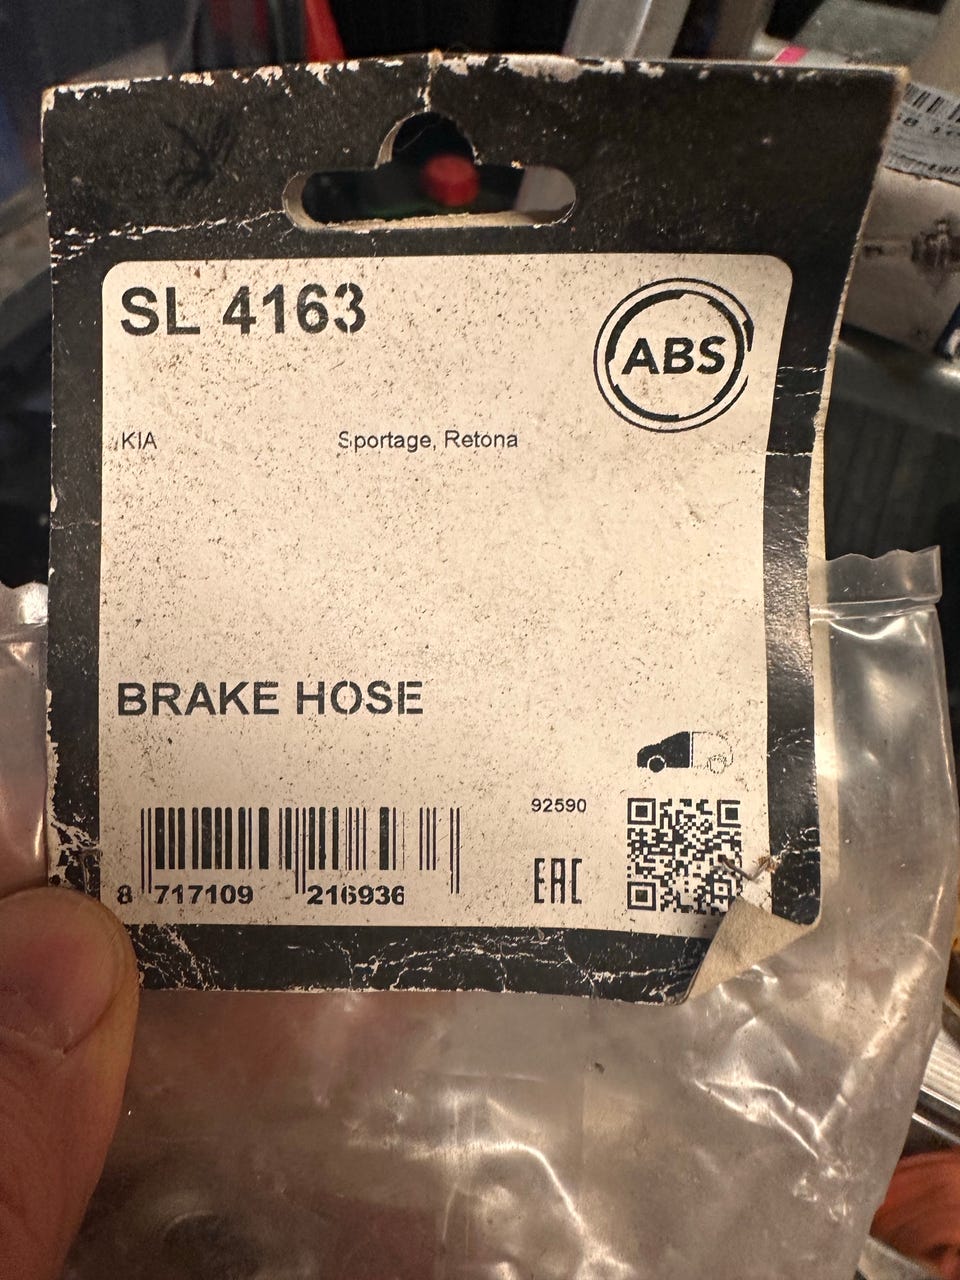 SL 4163
ABS
KIA Sportage, Retona
BRAKE HOSE
92590
EAC
8 717109 216936